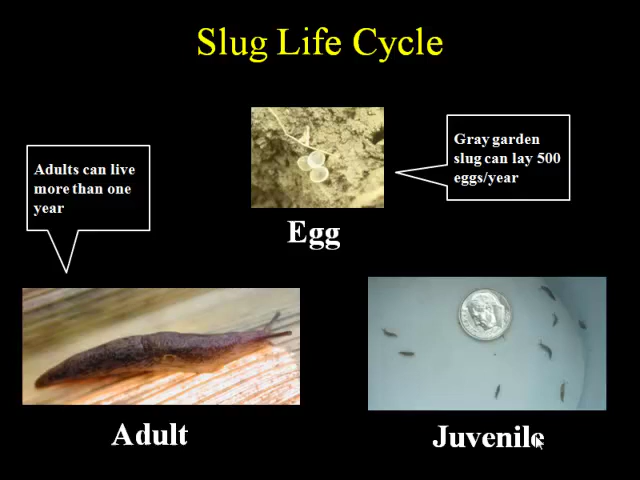 Slug Life Cycle
Gray garden
slug can lay 500
eggs/year
Adults can live
more than one
year
Egg
Adult
Juvenile